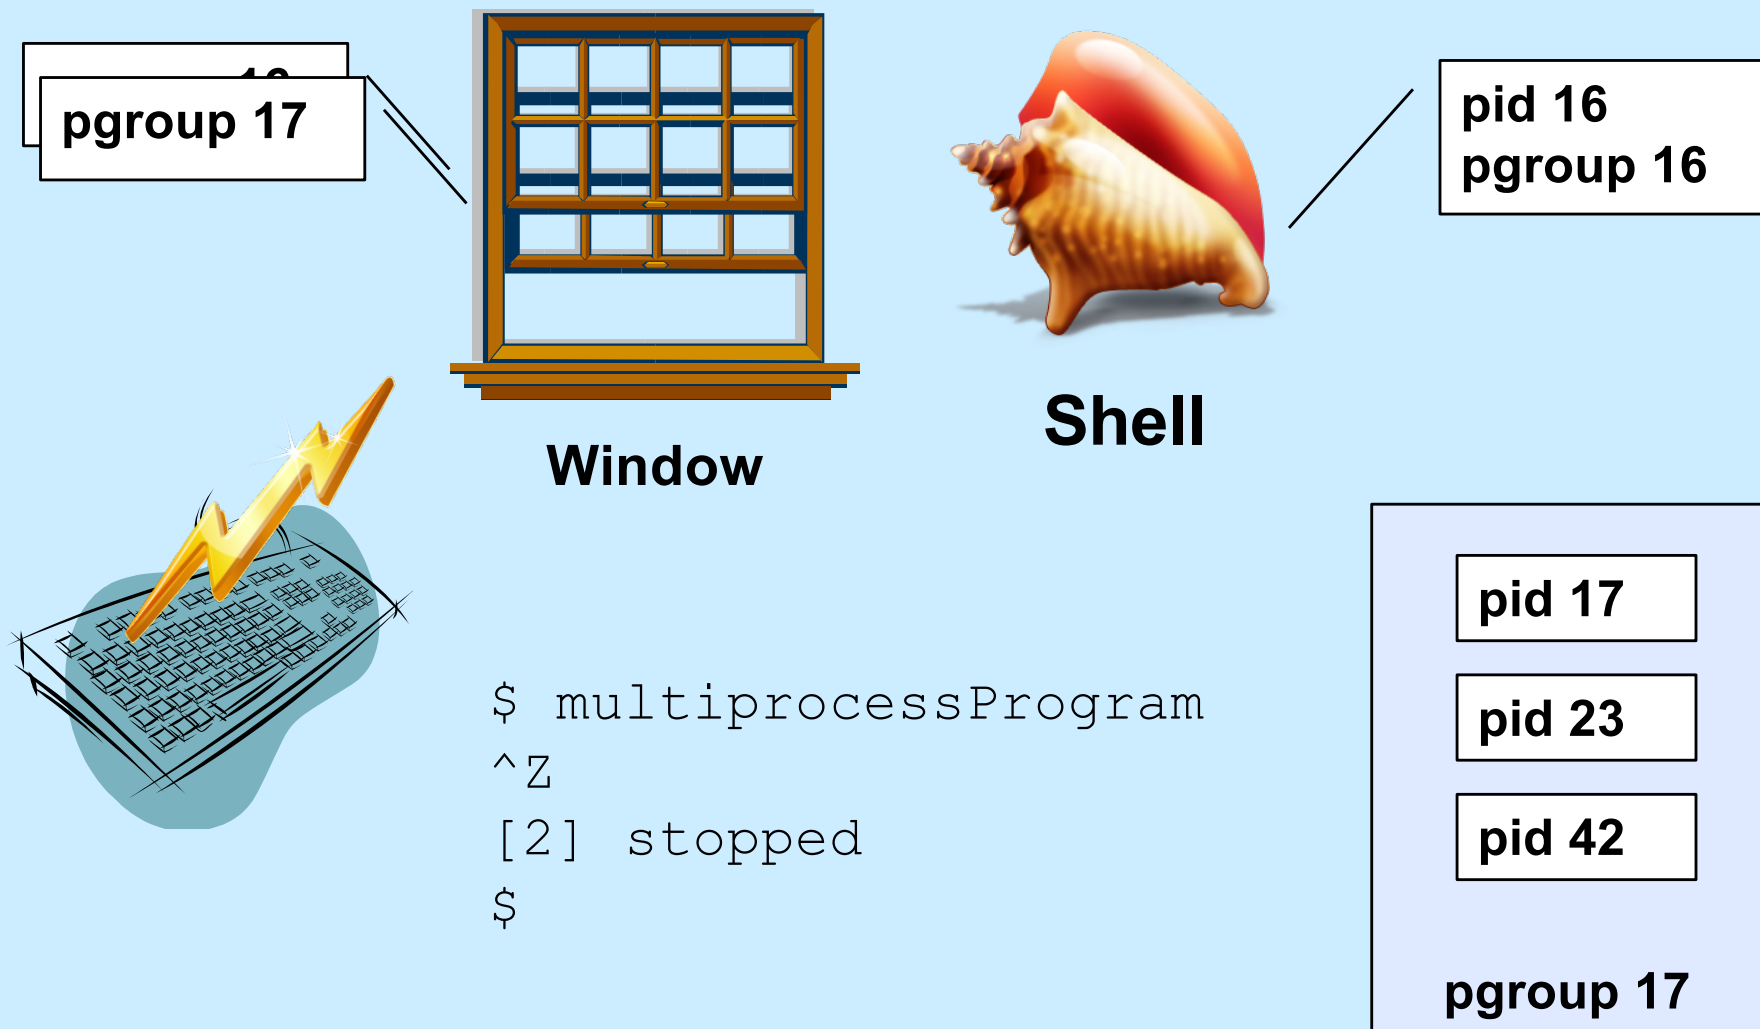 pgroup 17
pid 16
pgroup 16
Window
Shell
$ multiprocessProgram
^Z
[2] stopped
$
pid 17
pid 23
pid 42
pgroup 17